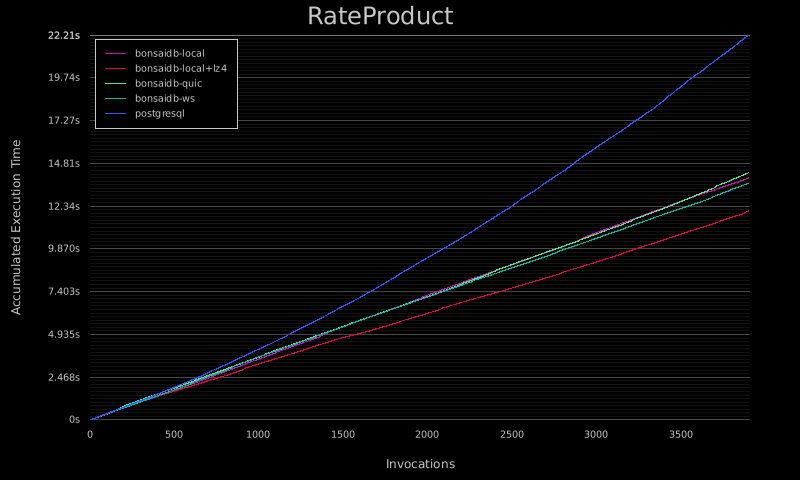 RateProduct
22.21s
19.74s
17.27s
14.81s
12.34s
9.870s
7.403s
4.935s
2.468s
0s
bonsaidb-local
bonsaidb-local+lz4
bonsaidb-quic
bonsaidb-ws
postgresql
Accumulated Execution Time
0 500 1000 1500 2000 2500 3000 3500
Invocations